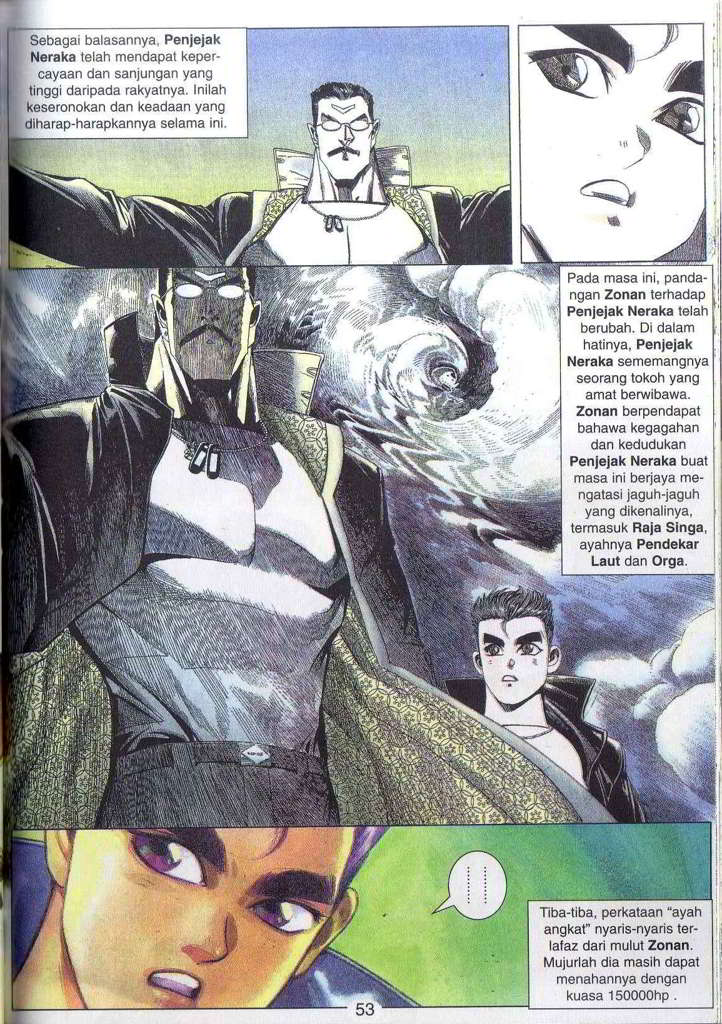 Sebagai balasannya, Penjejak
Neraka telah mendapat keper-
cayaan dan sanjungan yang
tinggi daripada rakyatnya. Inilah
keseronokan dan keadaan yang
diharap-harapkannya selama ini.
Pada masa ini, panda-
ngan Zonan terhadap
Penjejak Neraka telah
berubah. Di dalam
hatinya, Penjejak
Neraka sememangnya
seorang tokoh yang
amat berwibawa.
Zonan berpendapat
bahawa kegagahan
dan kedudukan
Penjejak Neraka buat
masa ini berjaya me-
ngatasi jaguh-jaguh
yang dikenalinya,
termasuk Raja Singa,
ayahnya Pendekar
Laut dan Orga.
Tiba-tiba, perkataan “ayah
angkat” nyaris-nyaris ter-
lafaz dari mulut Zonan.
Mujurlah dia masih dapat
menahannya dengan
kuasa 150000hp .
53